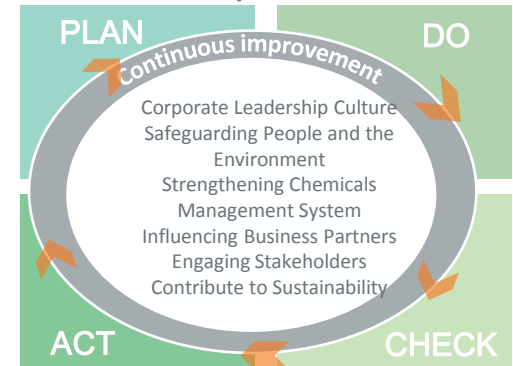 PLAN
DO
Continuous improvement
Corporate Leadership Culture
Safeguarding People and the
Environment
Strengthening Chemicals
Management System
Influencing Business Partners
Engaging Stakeholders
Contribute to Sustainability
ACT
CHECK